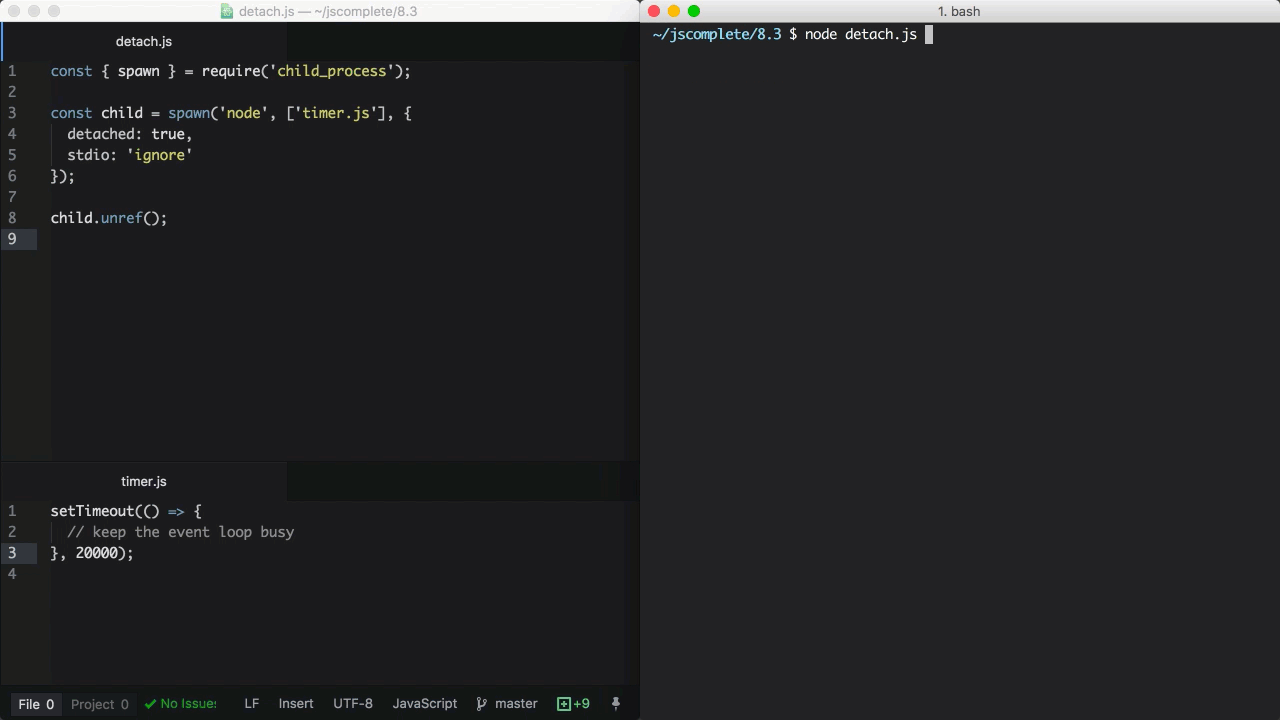 detach.js — ~/jscomplete/8.3
detach.js
1 const { spawn } = require('child_process');
2
3 const child = spawn('node', ['timer.js'], {
4 detached: true,
5 stdio: 'ignore'
6 });
7
8 child.unref();
9
timer.js
1 setTimeout(() => {
2 // keep the event loop busy
3 }, 20000);
4
File 0 Project 0 No Issues LF Insert UTF-8 JavaScript master +9
1. bash
~/jscomplete/8.3 $ node detach.js